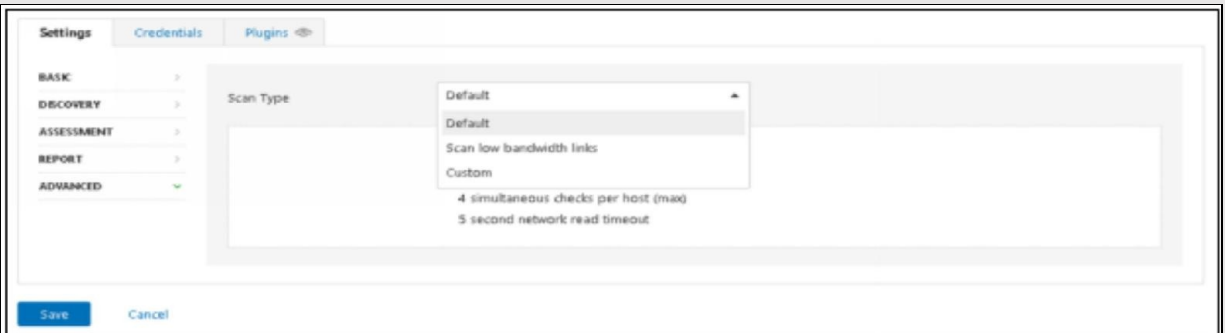 Settings Credentials Plugins
BASIC
DISCOVERY
ASSESSMENT
REPORT
ADVANCED
Scan Type
Default
Default
Scan low bandwidth links
Custom
4 simultaneous checks per host (max)
5 second network read timeout
Save Cancel